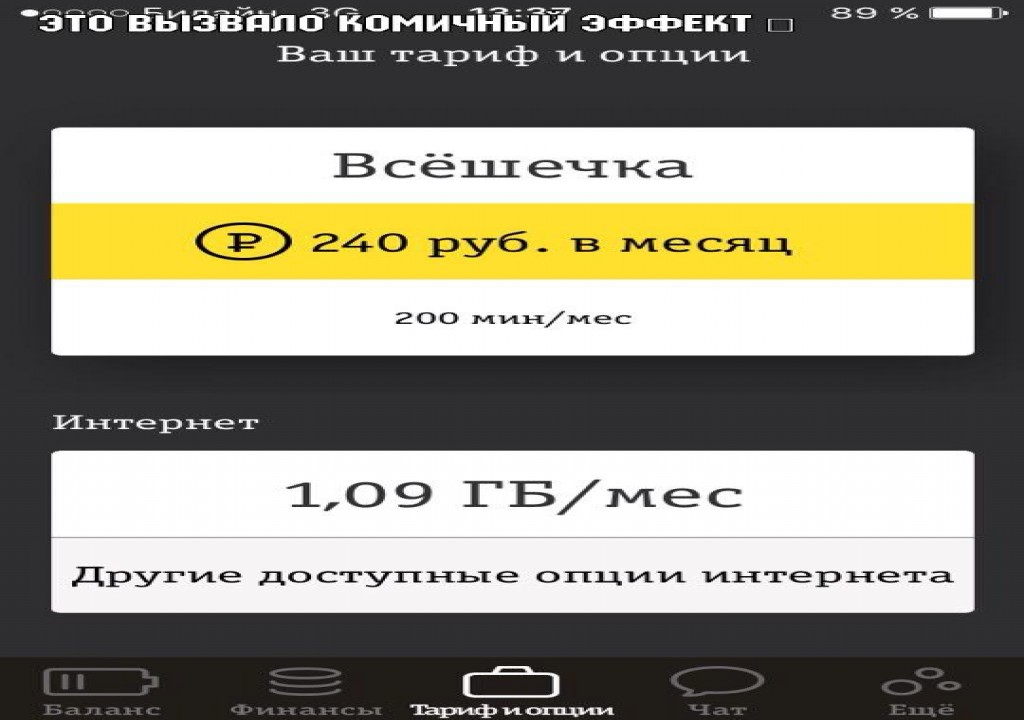 Билайн 3G 13:37 89 %
ЭТО ВЫЗВАЛО КОМИЧНЫЙ ЭФФЕКТ
Ваш тариф и опции
Всёшечка
₽ 240 руб. в месяц
200 мин/мес
Интернет
1,09 ГБ/мес
Другие доступные опции интернета
Баланс Финансы Тариф и опции Чат Ещё